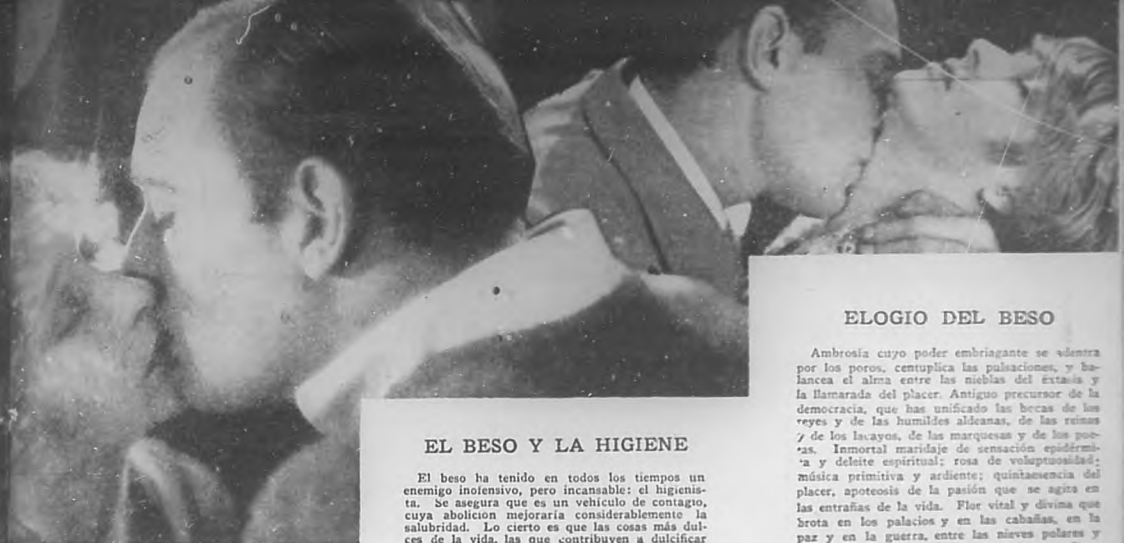 EL BESO Y LA HIGIENE
El beso ha tenido en todos los tiempos un
enemigo inofensivo, pero incansable: el higienis-
ta. Se asegura que es un vehículo de contagio,
cuya abolición mejoraría considerablemente la
salubridad. Lo cierto es que las cosas más dul-
ces de la vida, las que contribuyen a dulcificar
ELOGIO DEL BESO
Ambrosía cuyo poder embriagante se adentra
por los poros, centuplica las pulsaciones, y ba-
lancea el alma entre las nieblas del éxtasis y
la llamarada del placer. Antiguo precursor de la
democracia, que has unificado las bocas de los
reyes y de las humildes aldeanas, de las reinas
y de los lacayos, de las marquesas y de los poe-
tas. Inmortal maridaje de sensación epidérmi-
ca y deleite espiritual; rosa de voluptuosidad;
música primitiva y ardiente; quintaesencia del
placer, apoteosis de la pasión que se agita en
las entrañas de la vida. Flor vital y divina que
brota en los palacios y en las cabañas, en la
paz y en la guerra, entre las nieves polares y